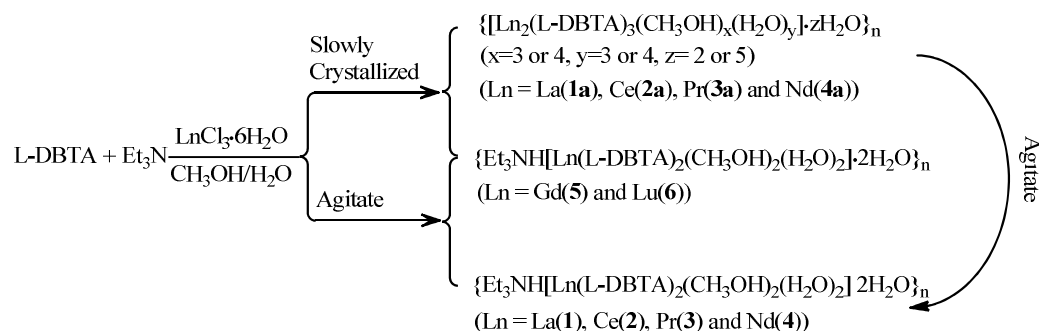 {[Ln₂(L-DBTA)₃(CH₃OH)ₓ(H₂O)ᵧ]·zH₂O}ₙ
(x=3 or 4, y=3 or 4, z= 2 or 5)
(Ln = La(1a), Ce(2a), Pr(3a) and Nd(4a))
Slowly
Crystallized
L-DBTA + Et₃N
LnCl₃·6H₂O
CH₃OH/H₂O
{Et₃NH[Ln(L-DBTA)₂(CH₃OH)₂(H₂O)₂]·2H₂O}ₙ
(Ln = Gd(5) and Lu(6))
Agitate
Agitate
{Et₃NH[Ln(L-DBTA)₂(CH₃OH)₂(H₂O)₂] 2H₂O}ₙ
(Ln = La(1), Ce(2), Pr(3) and Nd(4))